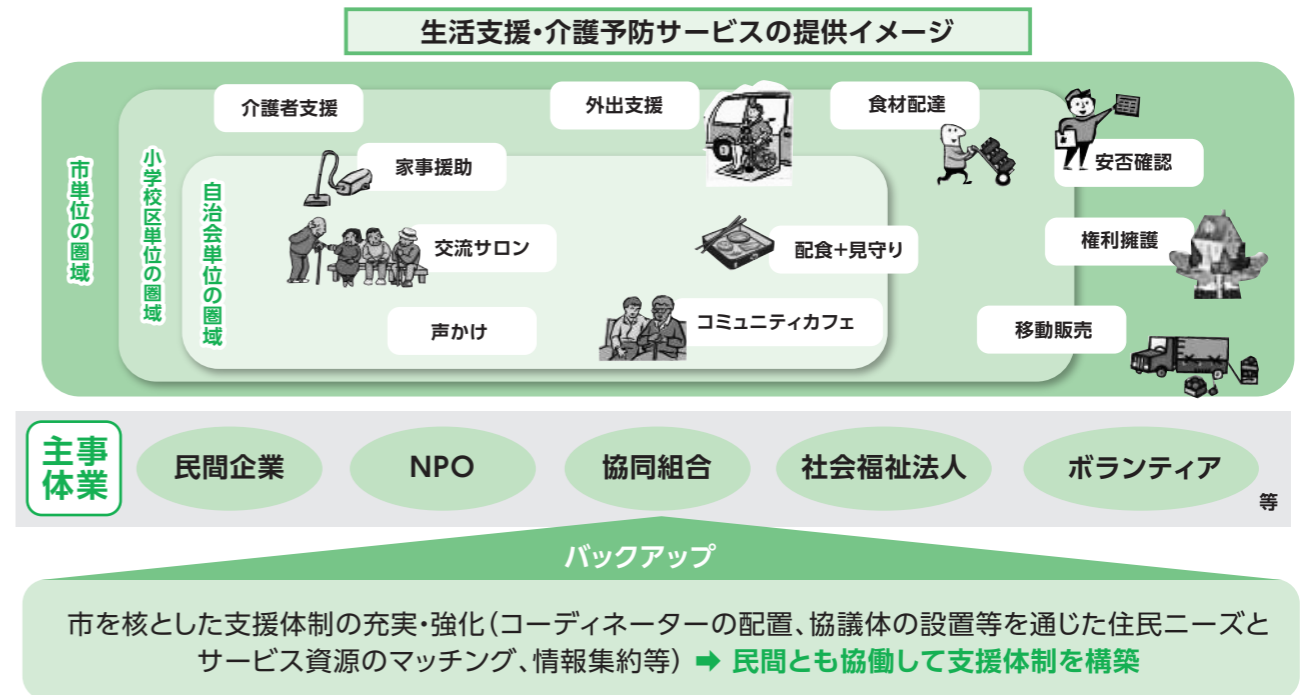 生活支援・介護予防サービスの提供イメージ
市単位の圏域
小学校区単位の圏域
自治会単位の圏域
介護者支援
外出支援
食材配達
家事援助
安否確認
交流サロン
配食+見守り
権利擁護
声かけ
コミュニティカフェ
移動販売
事業
主体
民間企業
NPO
協同組合
社会福祉法人
ボランティア
等
バックアップ
市を核とした支援体制の充実・強化(コーディネーターの配置、協議体の設置等を通じた住民ニーズと
サービス資源のマッチング、情報集約等) ➡ 民間とも協働して支援体制を構築